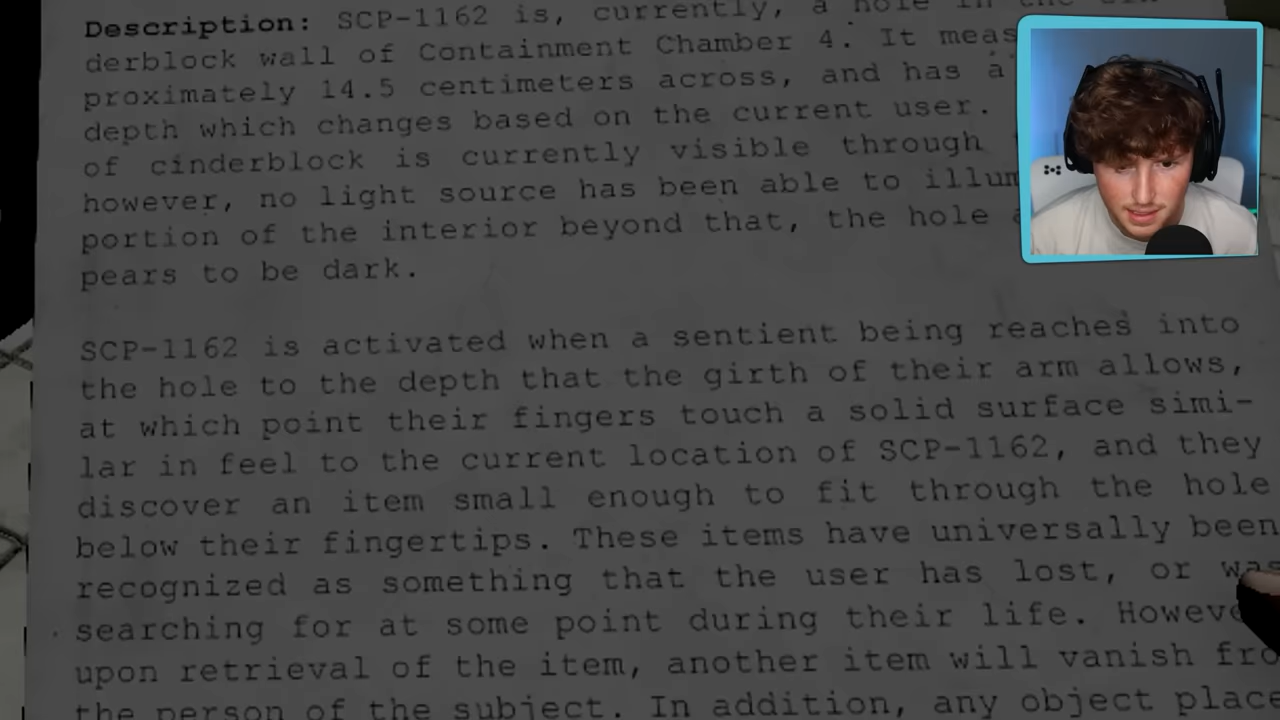 Description: SCP-1162 is, currently, a hole in the
derblock wall of Containment Chamber 4. It meas
proximately 14.5 centimeters across, and has a
depth which changes based on the current user.
of cinderblock is currently visible through
however, no light source has been able to illum
portion of the interior beyond that, the hole a
pears to be dark.
SCP-1162 is activated when a sentient being reaches into
the hole to the depth that the girth of their arm allows,
at which point their fingers touch a solid surface simi-
lar in feel to the current location of SCP-1162, and they
discover an item small enough to fit through the hole
below their fingertips. These items have universally been
recognized as something that the user has lost, or was
searching for at some point during their life. Howeve
upon retrieval of the item, another item will vanish fro
the person of the subject. In addition, any object place